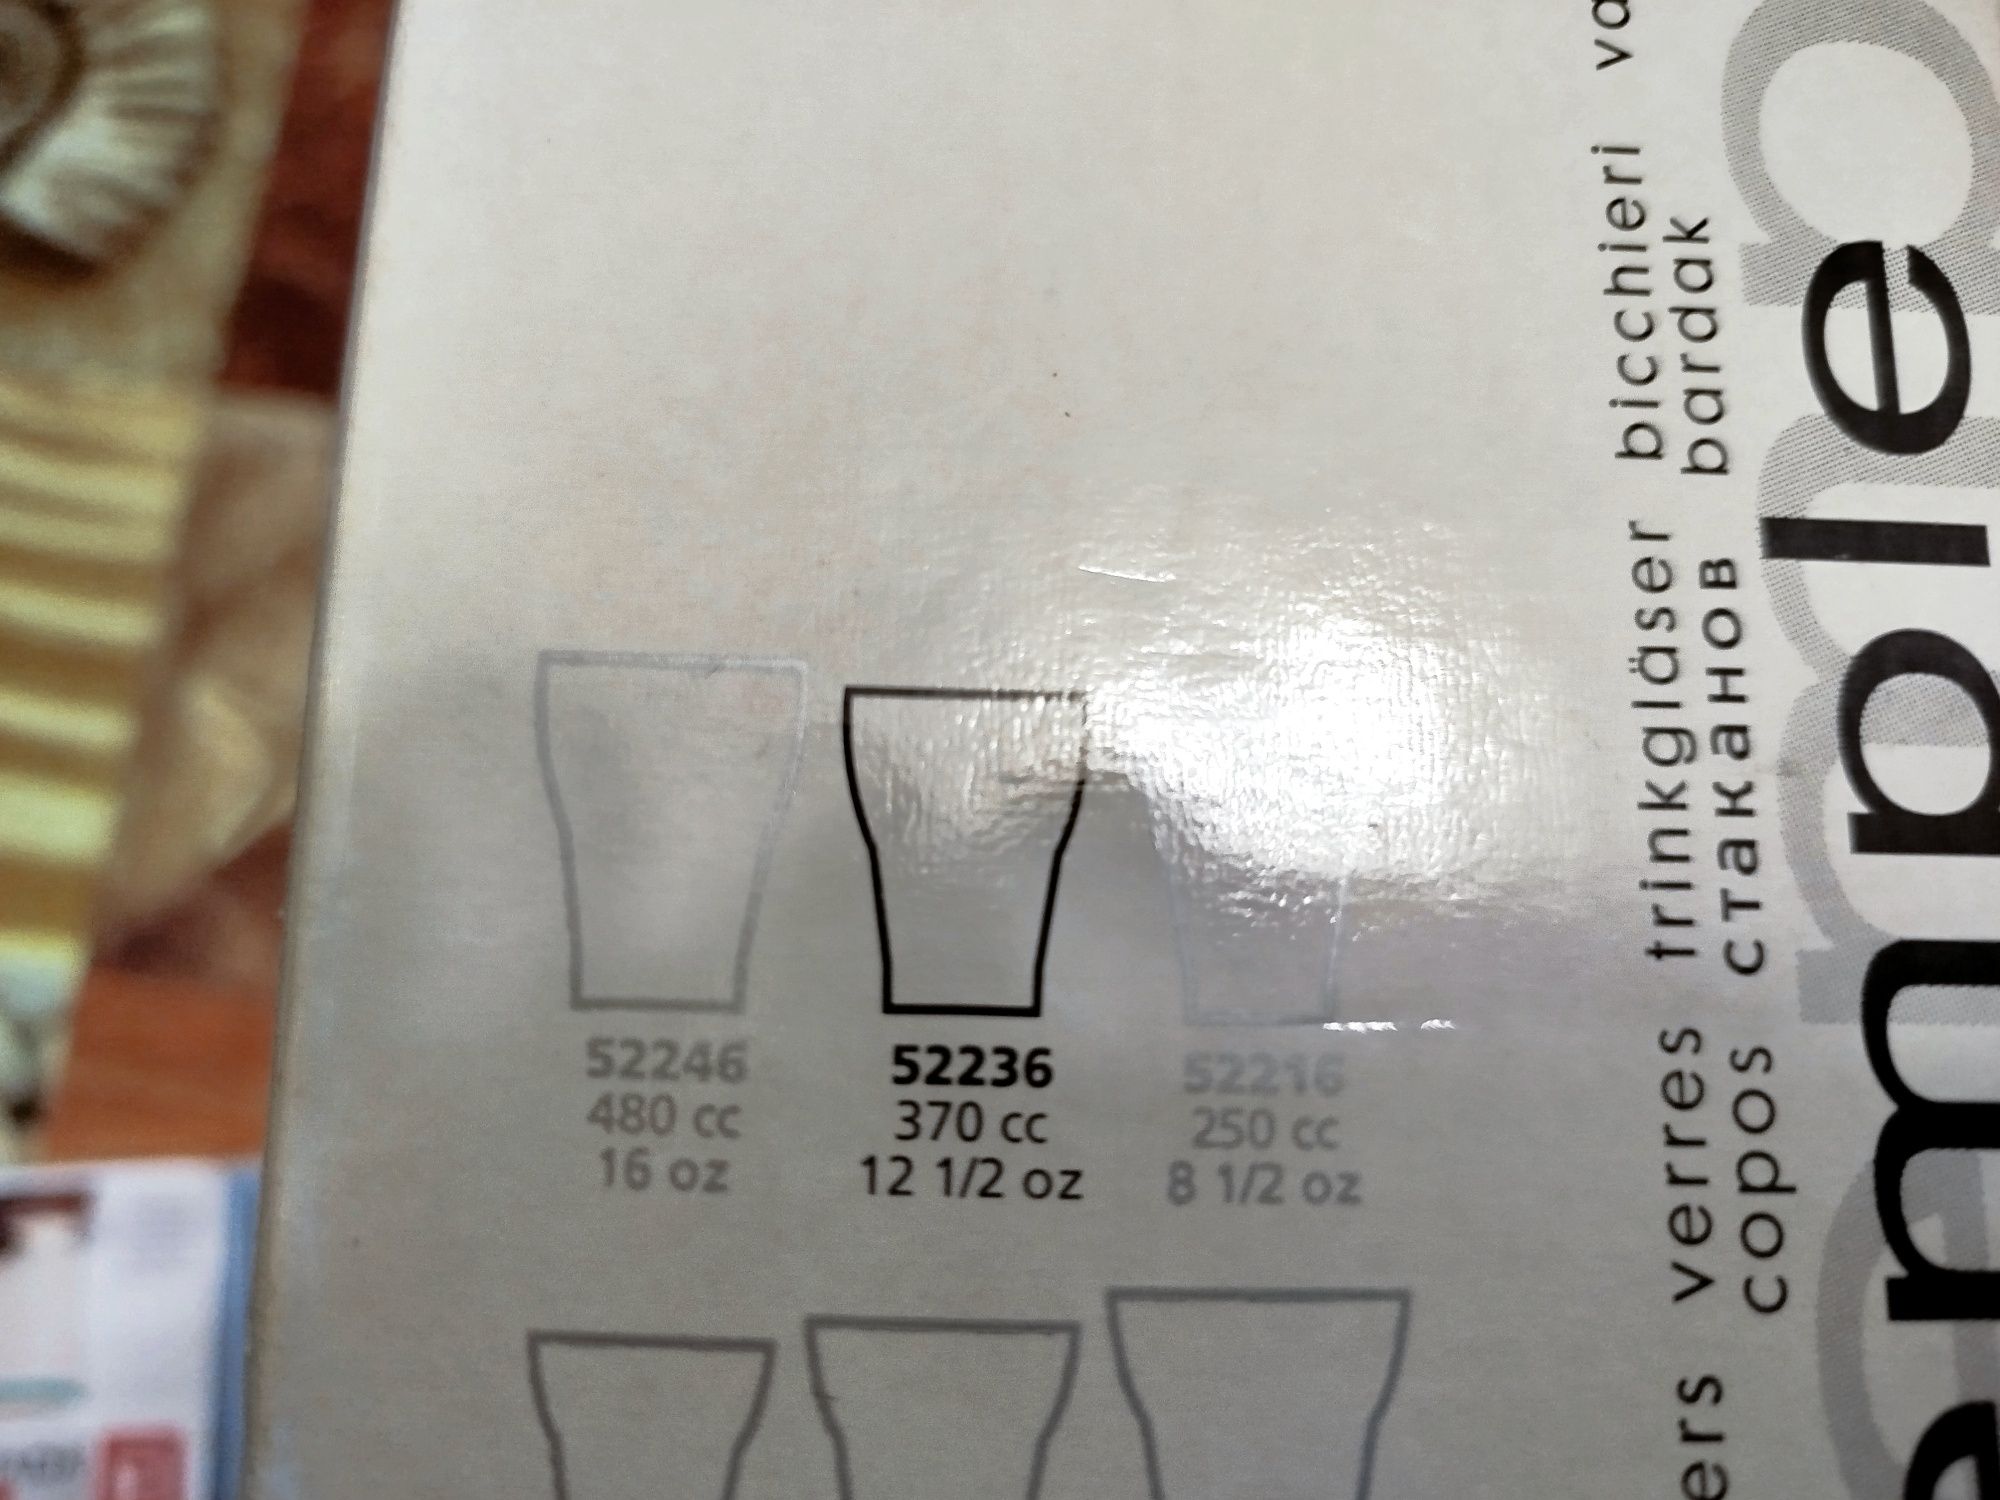 52246
480 cc
16 oz
52236
370 cc
12 1/2 oz
52216
250 cc
8 1/2 oz
verres trinkgläser bicchieri
copos стаканов bardak